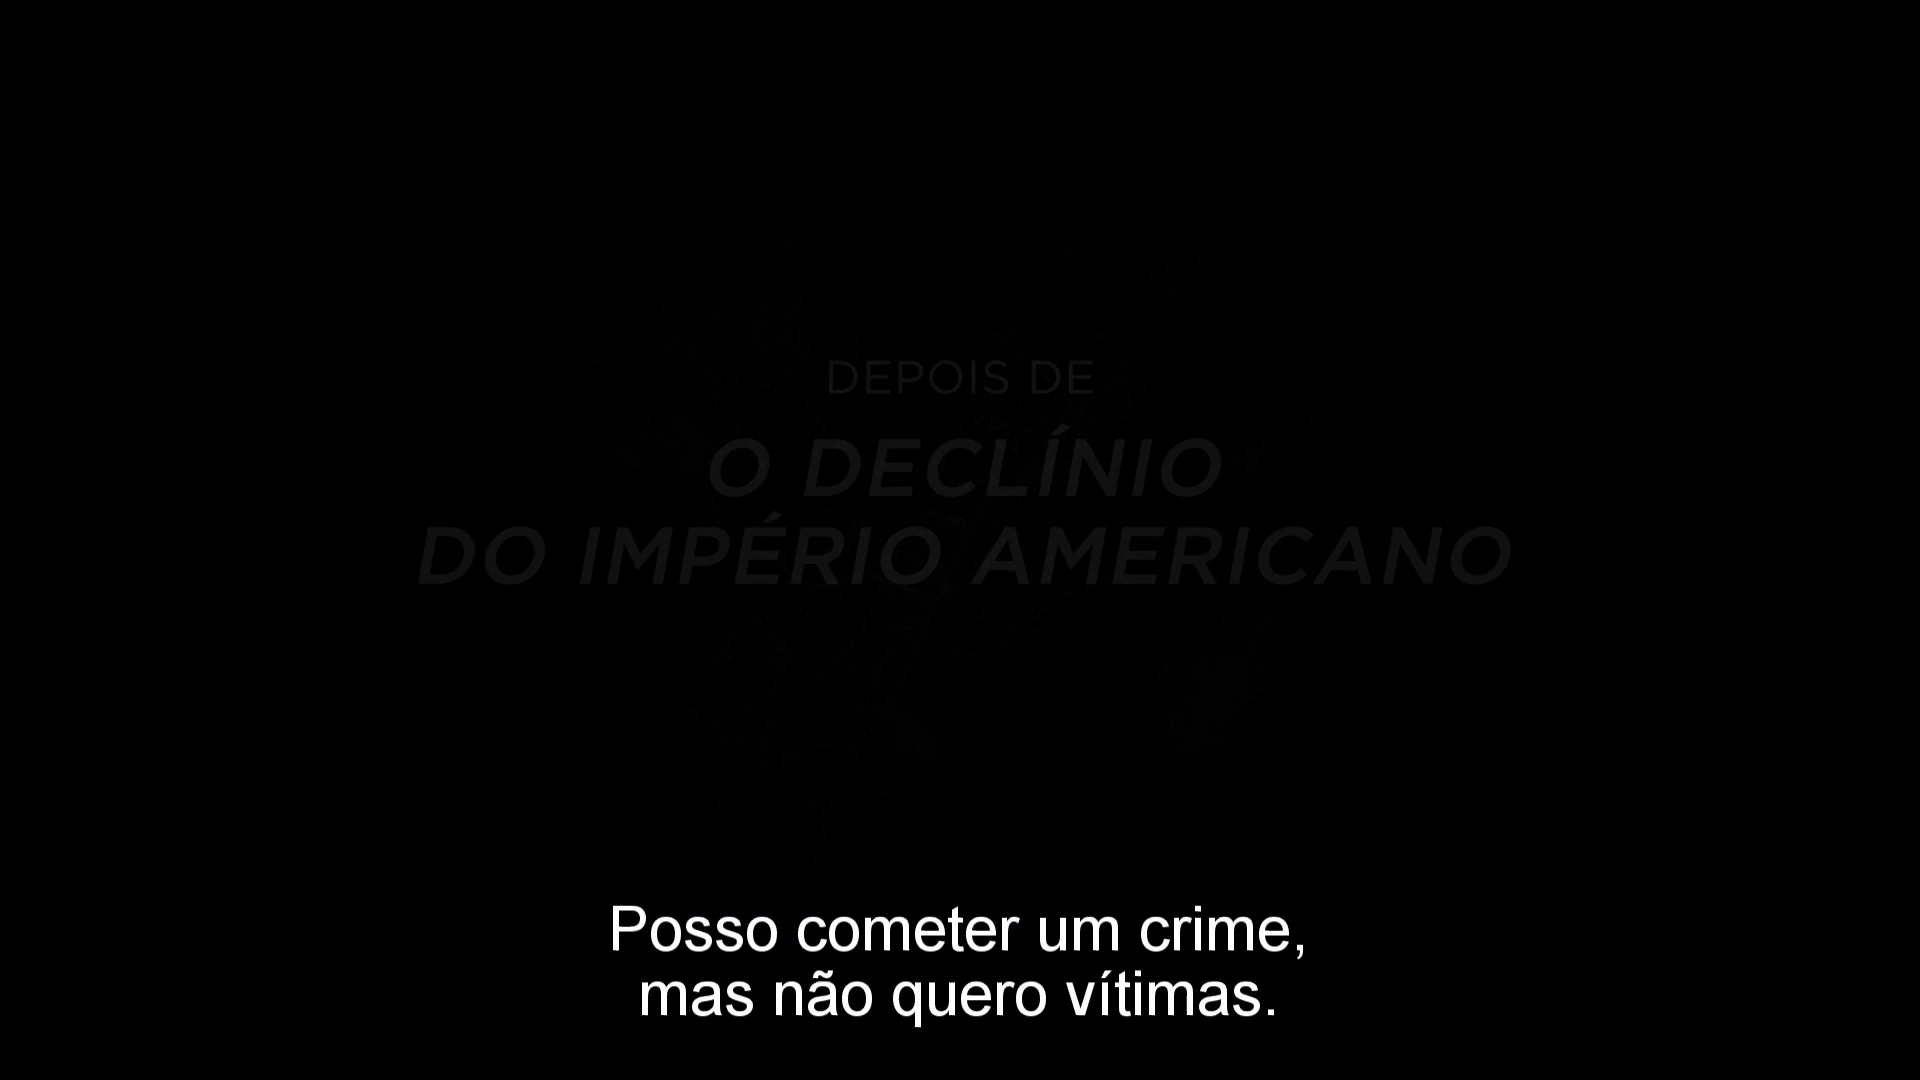 DEPOIS DE
O DECLÍNIO
DO IMPÉRIO AMERICANO
Posso cometer um crime,
mas não quero vítimas.